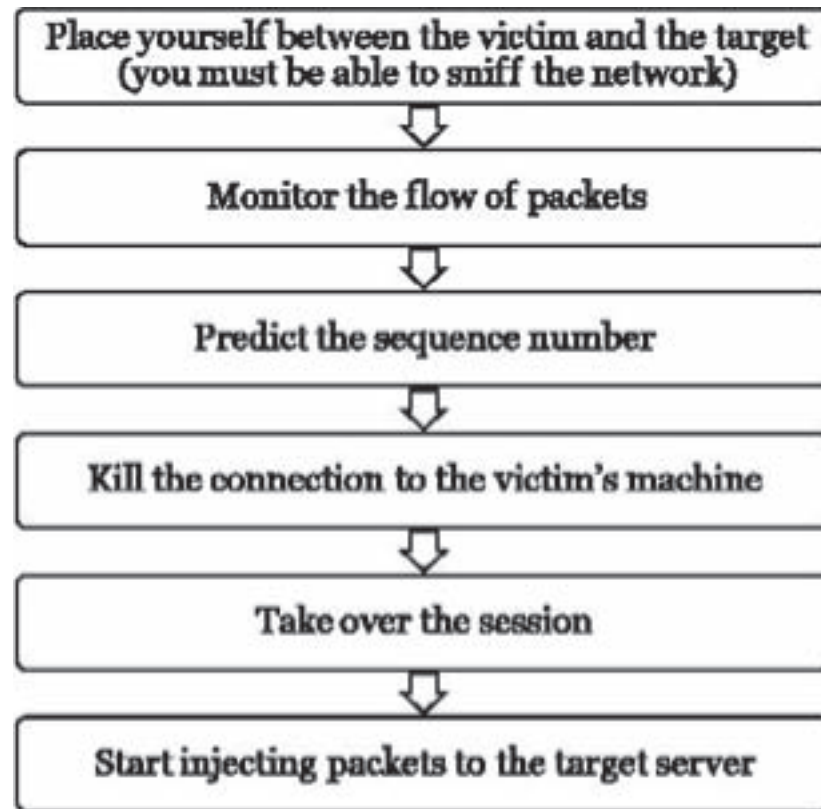 Place yourself between the victim and the target
(you must be able to sniff the network)
Monitor the flow of packets
Predict the sequence number
Kill the connection to the victim's machine
Take over the session
Start injecting packets to the target server